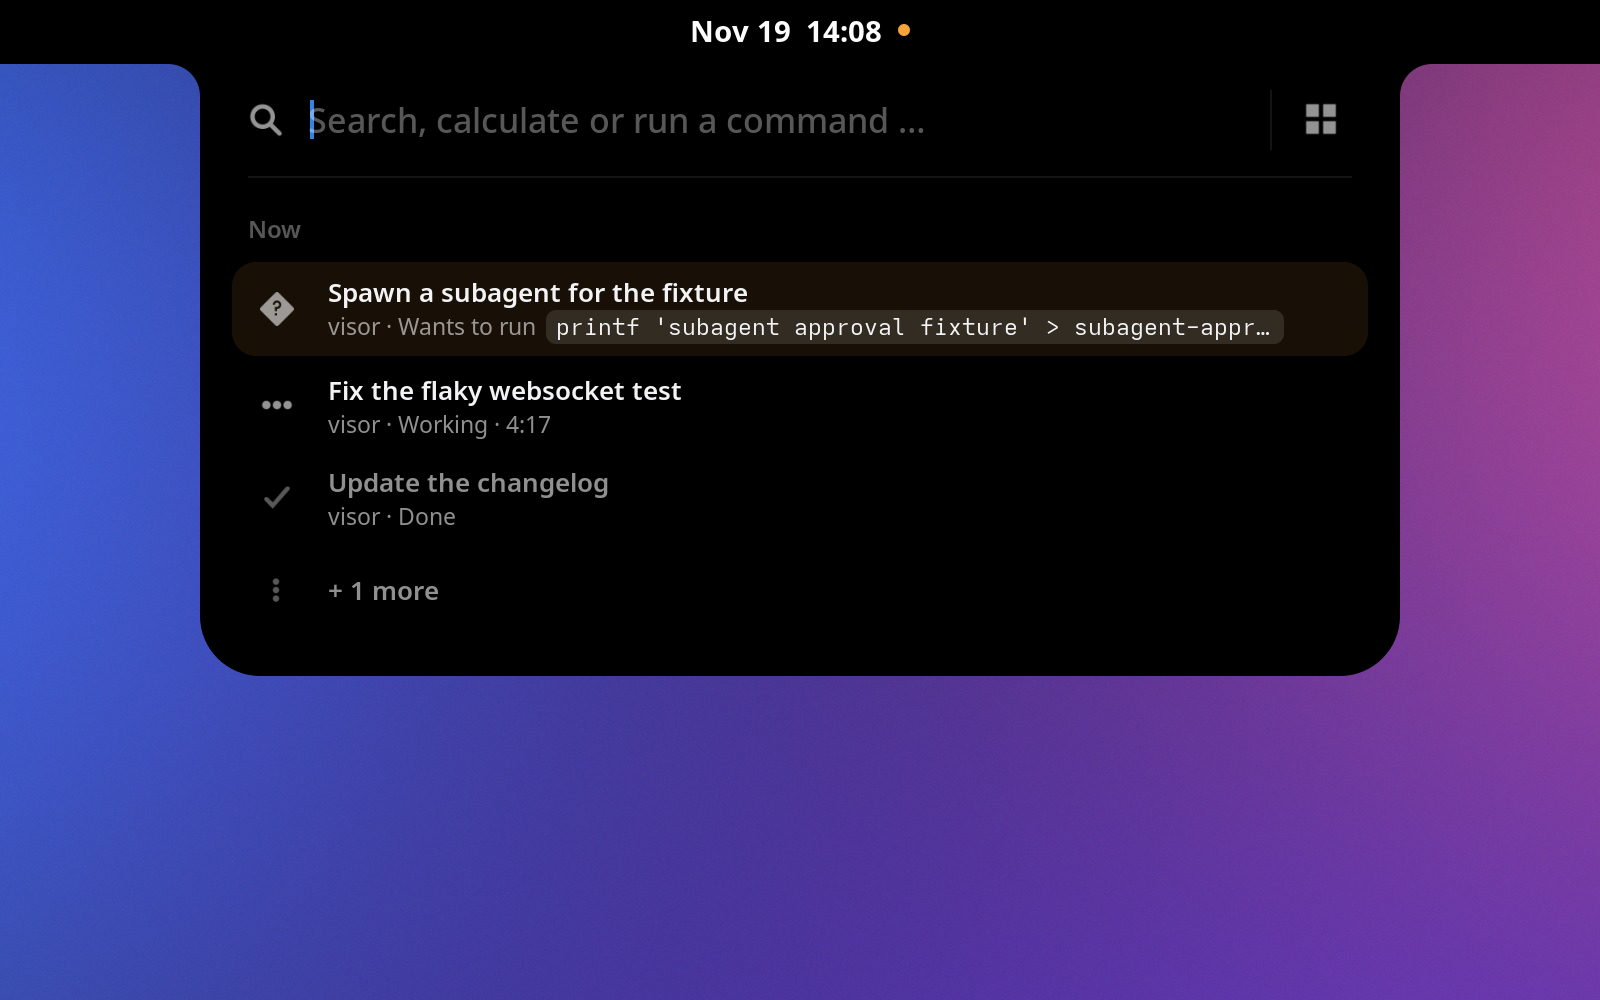 Nov 19 14:08
Search, calculate or run a command ...
Now
Spawn a subagent for the fixture
visor · Wants to run printf 'subagent approval fixture' > subagent-appr…
Fix the flaky websocket test
visor · Working · 4:17
Update the changelog
visor · Done
+ 1 more